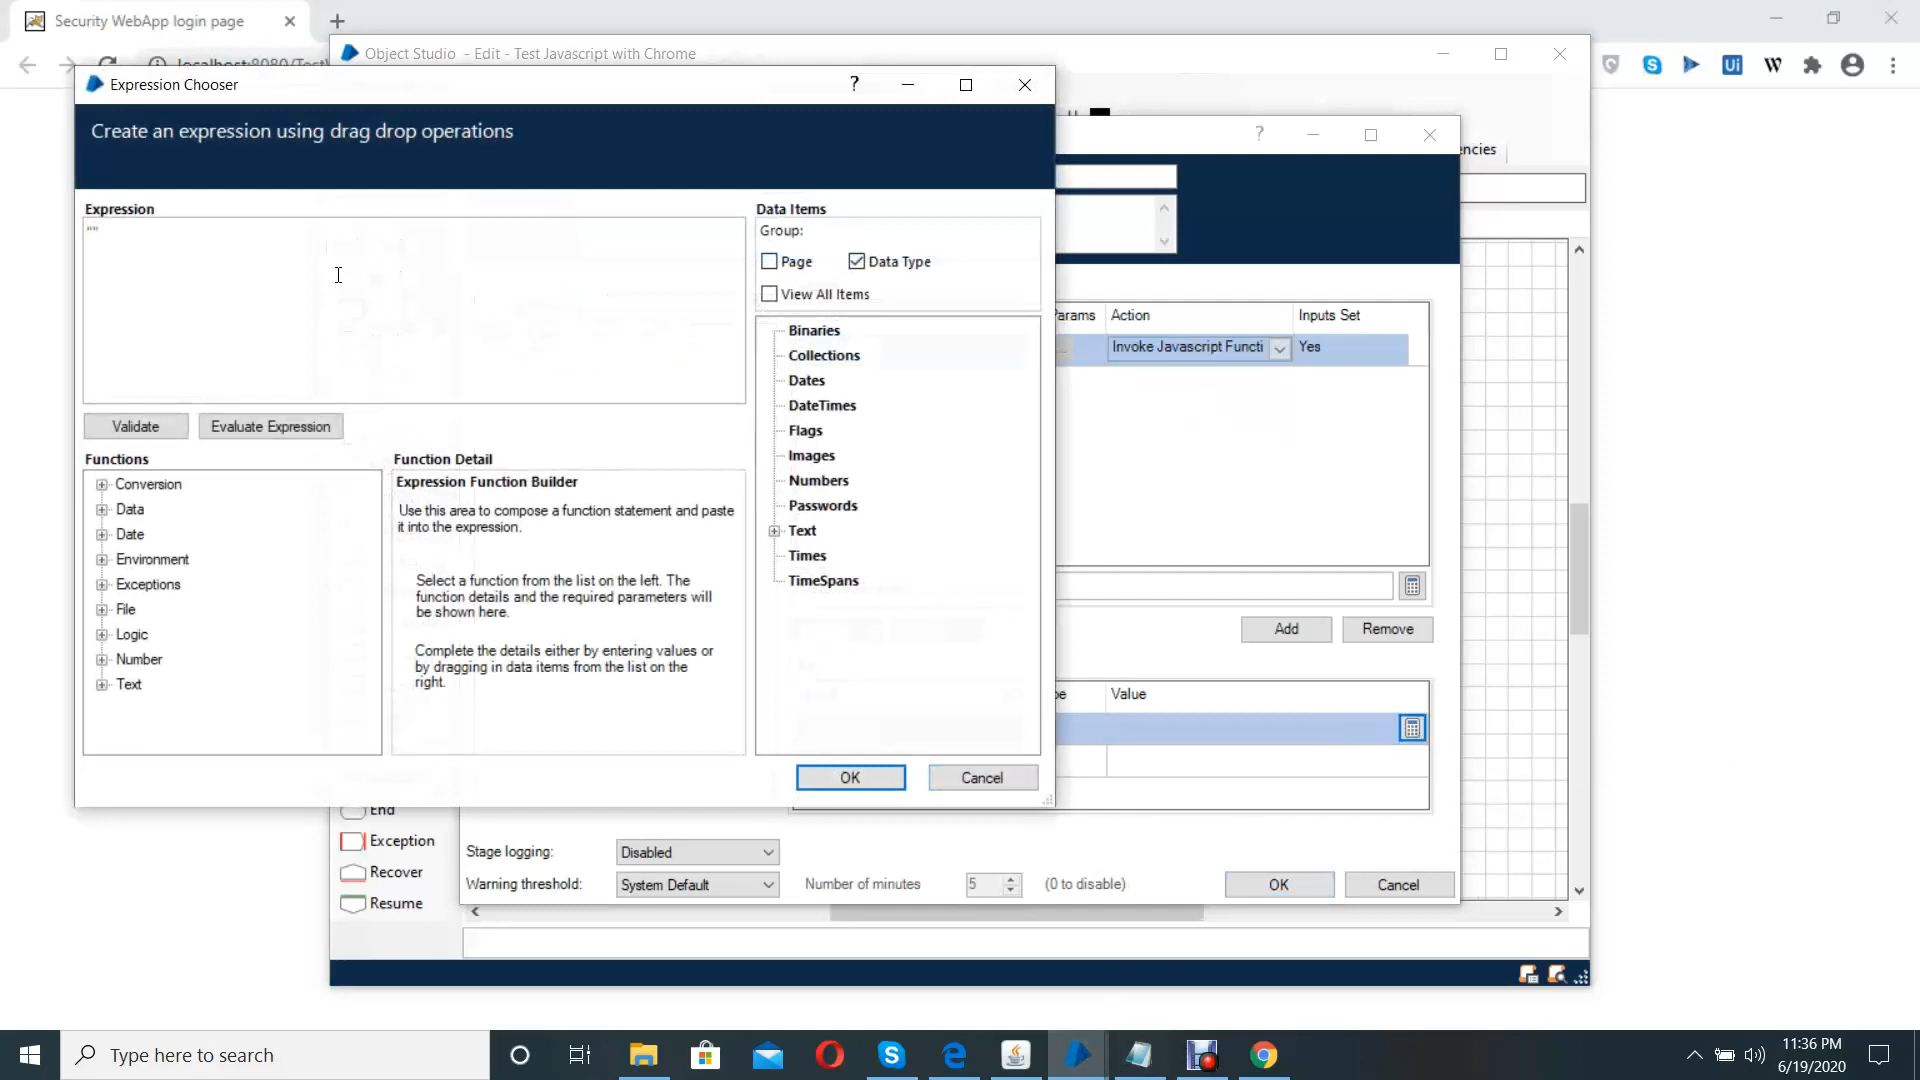 Security WebApp login page
Object Studio - Edit - Test Javascript with Chrome
Expression Chooser
?
Create an expression using drag drop operations
?
encies
Expression
""
Data Items
Group:
Page
Data Type
View All Items
Binaries
Collections
Dates
DateTimes
Flags
Images
Numbers
Passwords
Text
Times
TimeSpans
Params
Action
Inputs Set
Invoke Javascript Functi
Yes
Validate
Evaluate Expression
Functions
Conversion
Data
Date
Environment
Exceptions
File
Logic
Number
Text
Function Detail
Expression Function Builder
Use this area to compose a function statement and paste
it into the expression.
Select a function from the list on the left. The
function details and the required parameters will
be shown here.
Complete the details either by entering values or
by dragging in data items from the list on the
right.
OK
Cancel
Add
Remove
Value
End
Exception
Recover
Resume
Stage logging:
Disabled
Warning threshold:
System Default
Number of minutes
5
(0 to disable)
OK
Cancel
Type here to search
11:36 PM
6/19/2020